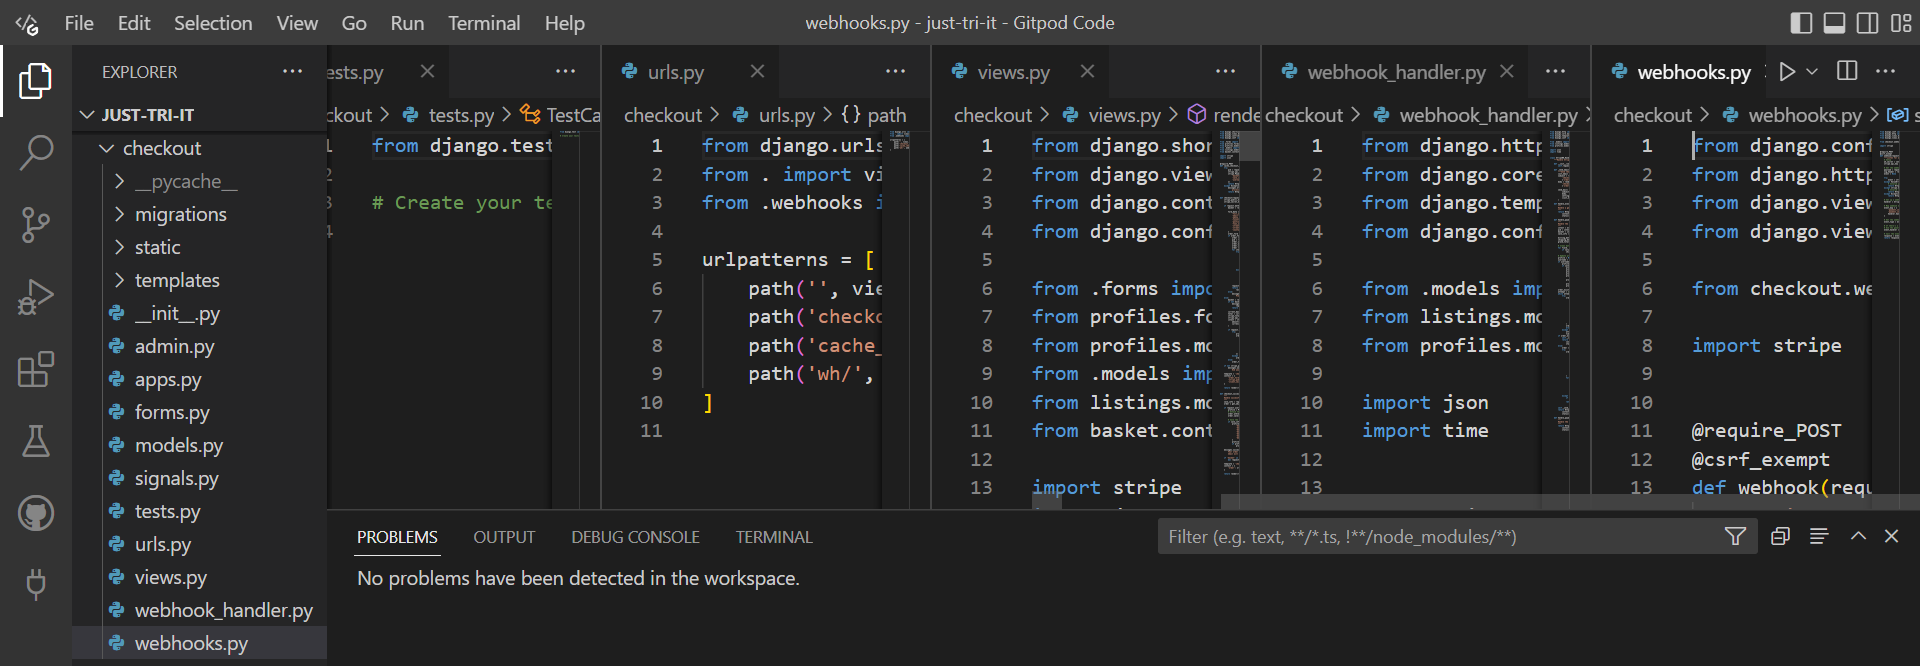 File Edit Selection View Go Run Terminal Help
webhooks.py - just-tri-it - Gitpod Code
EXPLORER
JUST-TRI-IT
checkout
__pycache__
migrations
static
templates
__init__.py
admin.py
apps.py
forms.py
models.py
signals.py
tests.py
urls.py
views.py
webhook_handler.py
webhooks.py
ests.py
ckout > tests.py > TestCa
1 from django.test
2
3 # Create your te
4
urls.py
checkout > urls.py > {} path
1 from django.urls
2 from . import vi
3 from .webhooks i
4
5 urlpatterns = [
6 path('', vie
7 path('checko
8 path('cache_
9 path('wh/',
10 ]
11
views.py
checkout > views.py > rende
1 from django.shor
2 from django.view
3 from django.cont
4 from django.conf
5
6 from .forms impo
7 from profiles.fo
8 from profiles.mo
9 from .models imp
10 from listings.mo
11 from basket.cont
12
13 import stripe
webhook_handler.py
checkout > webhook_handler.py >
1 from django.http
2 from django.core
3 from django.temp
4 from django.conf
5
6 from .models imp
7 from listings.mo
8 from profiles.mo
9
10 import json
11 import time
12
13
webhooks.py
checkout > webhooks.py > s
1 from django.conf
2 from django.http
3 from django.view
4 from django.view
5
6 from checkout.we
7
8 import stripe
9
10
11 @require_POST
12 @csrf_exempt
13 def webhook(requ
PROBLEMS OUTPUT DEBUG CONSOLE TERMINAL
Filter (e.g. text, **/*.ts, !**/node_modules/**)
No problems have been detected in the workspace.